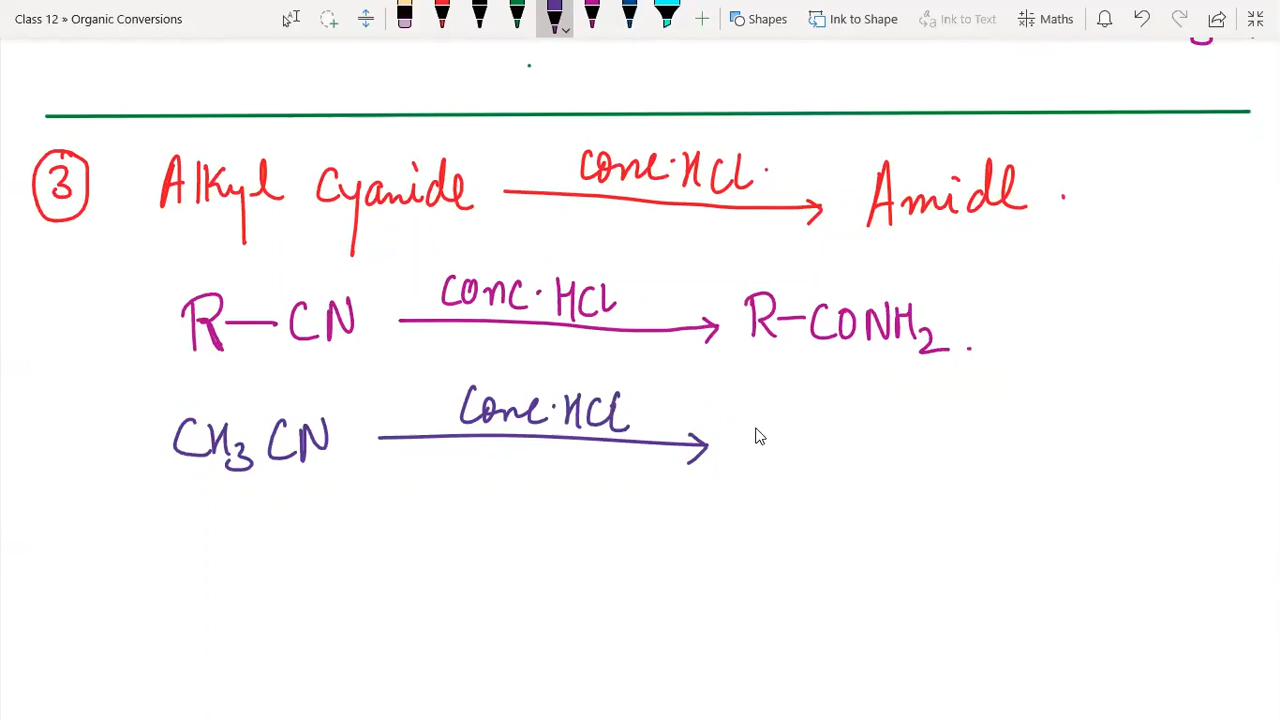 Class 12 » Organic Conversions
Shapes Ink to Shape Ink to Text Maths
③ Alkyl Cyanide conc·HCl. → Amide.
R—CN conc·HCl → R—CONH₂.
CH₃CN conc·HCl →